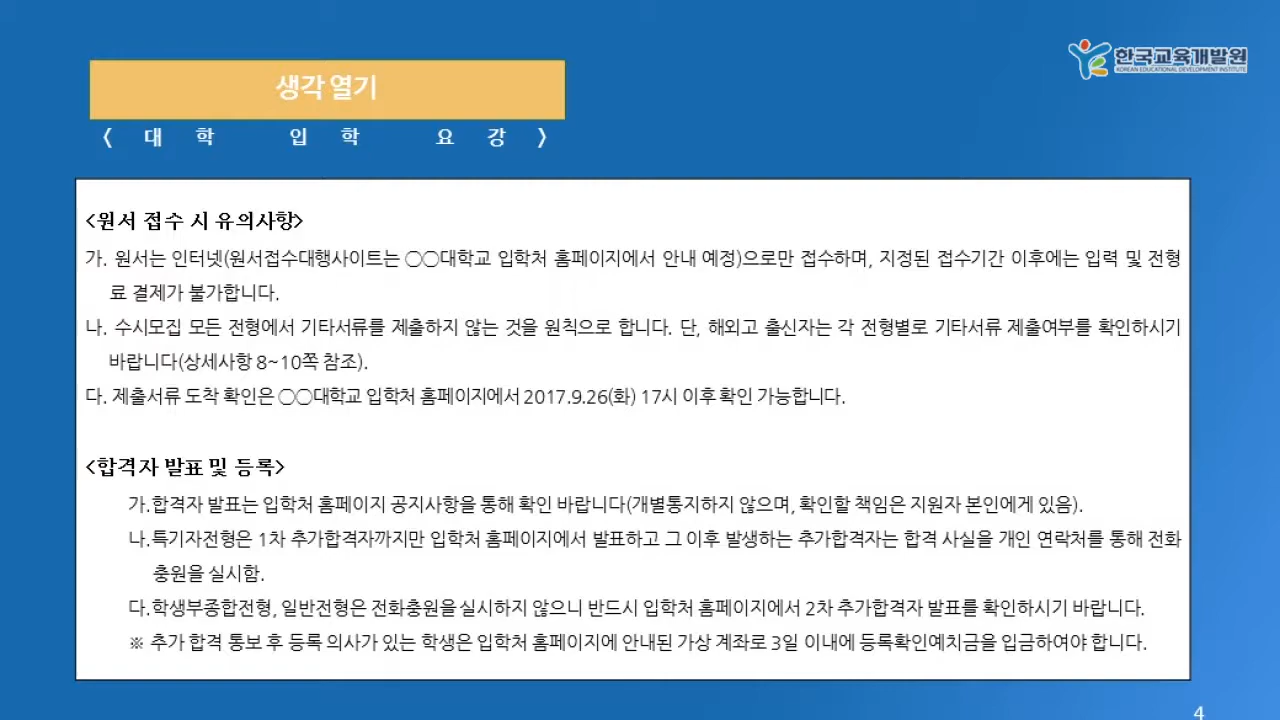 한국교육개발원
KOREAN EDUCATIONAL DEVELOPMENT INSTITUTE
생각 열기
< 대 학 입 학 요 강 >
<원서 접수 시 유의사항>
가. 원서는 인터넷(원서접수대행사이트는 〇〇대학교 입학처 홈페이지에서 안내 예정)으로만 접수하며, 지정된 접수기간 이후에는 입력 및 전형
료 결제가 불가합니다.
나. 수시모집 모든 전형에서 기타서류를 제출하지 않는 것을 원칙으로 합니다. 단, 해외고 출신자는 각 전형별로 기타서류 제출여부를 확인하시기
바랍니다(상세사항 8~10쪽 참조).
다. 제출서류 도착 확인은 〇〇대학교 입학처 홈페이지에서 2017.9.26(화) 17시 이후 확인 가능합니다.
<합격자 발표 및 등록>
가.합격자 발표는 입학처 홈페이지 공지사항을 통해 확인 바랍니다(개별통지하지 않으며, 확인할 책임은 지원자 본인에게 있음).
나.특기자전형은 1차 추가합격자까지만 입학처 홈페이지에서 발표하고 그 이후 발생하는 추가합격자는 합격 사실을 개인 연락처를 통해 전화
충원을 실시함.
다.학생부종합전형, 일반전형은 전화충원을 실시하지 않으니 반드시 입학처 홈페이지에서 2차 추가합격자 발표를 확인하시기 바랍니다.
※ 추가 합격 통보 후 등록 의사가 있는 학생은 입학처 홈페이지에 안내된 가상 계좌로 3일 이내에 등록확인예치금을 입금하여야 합니다.
4